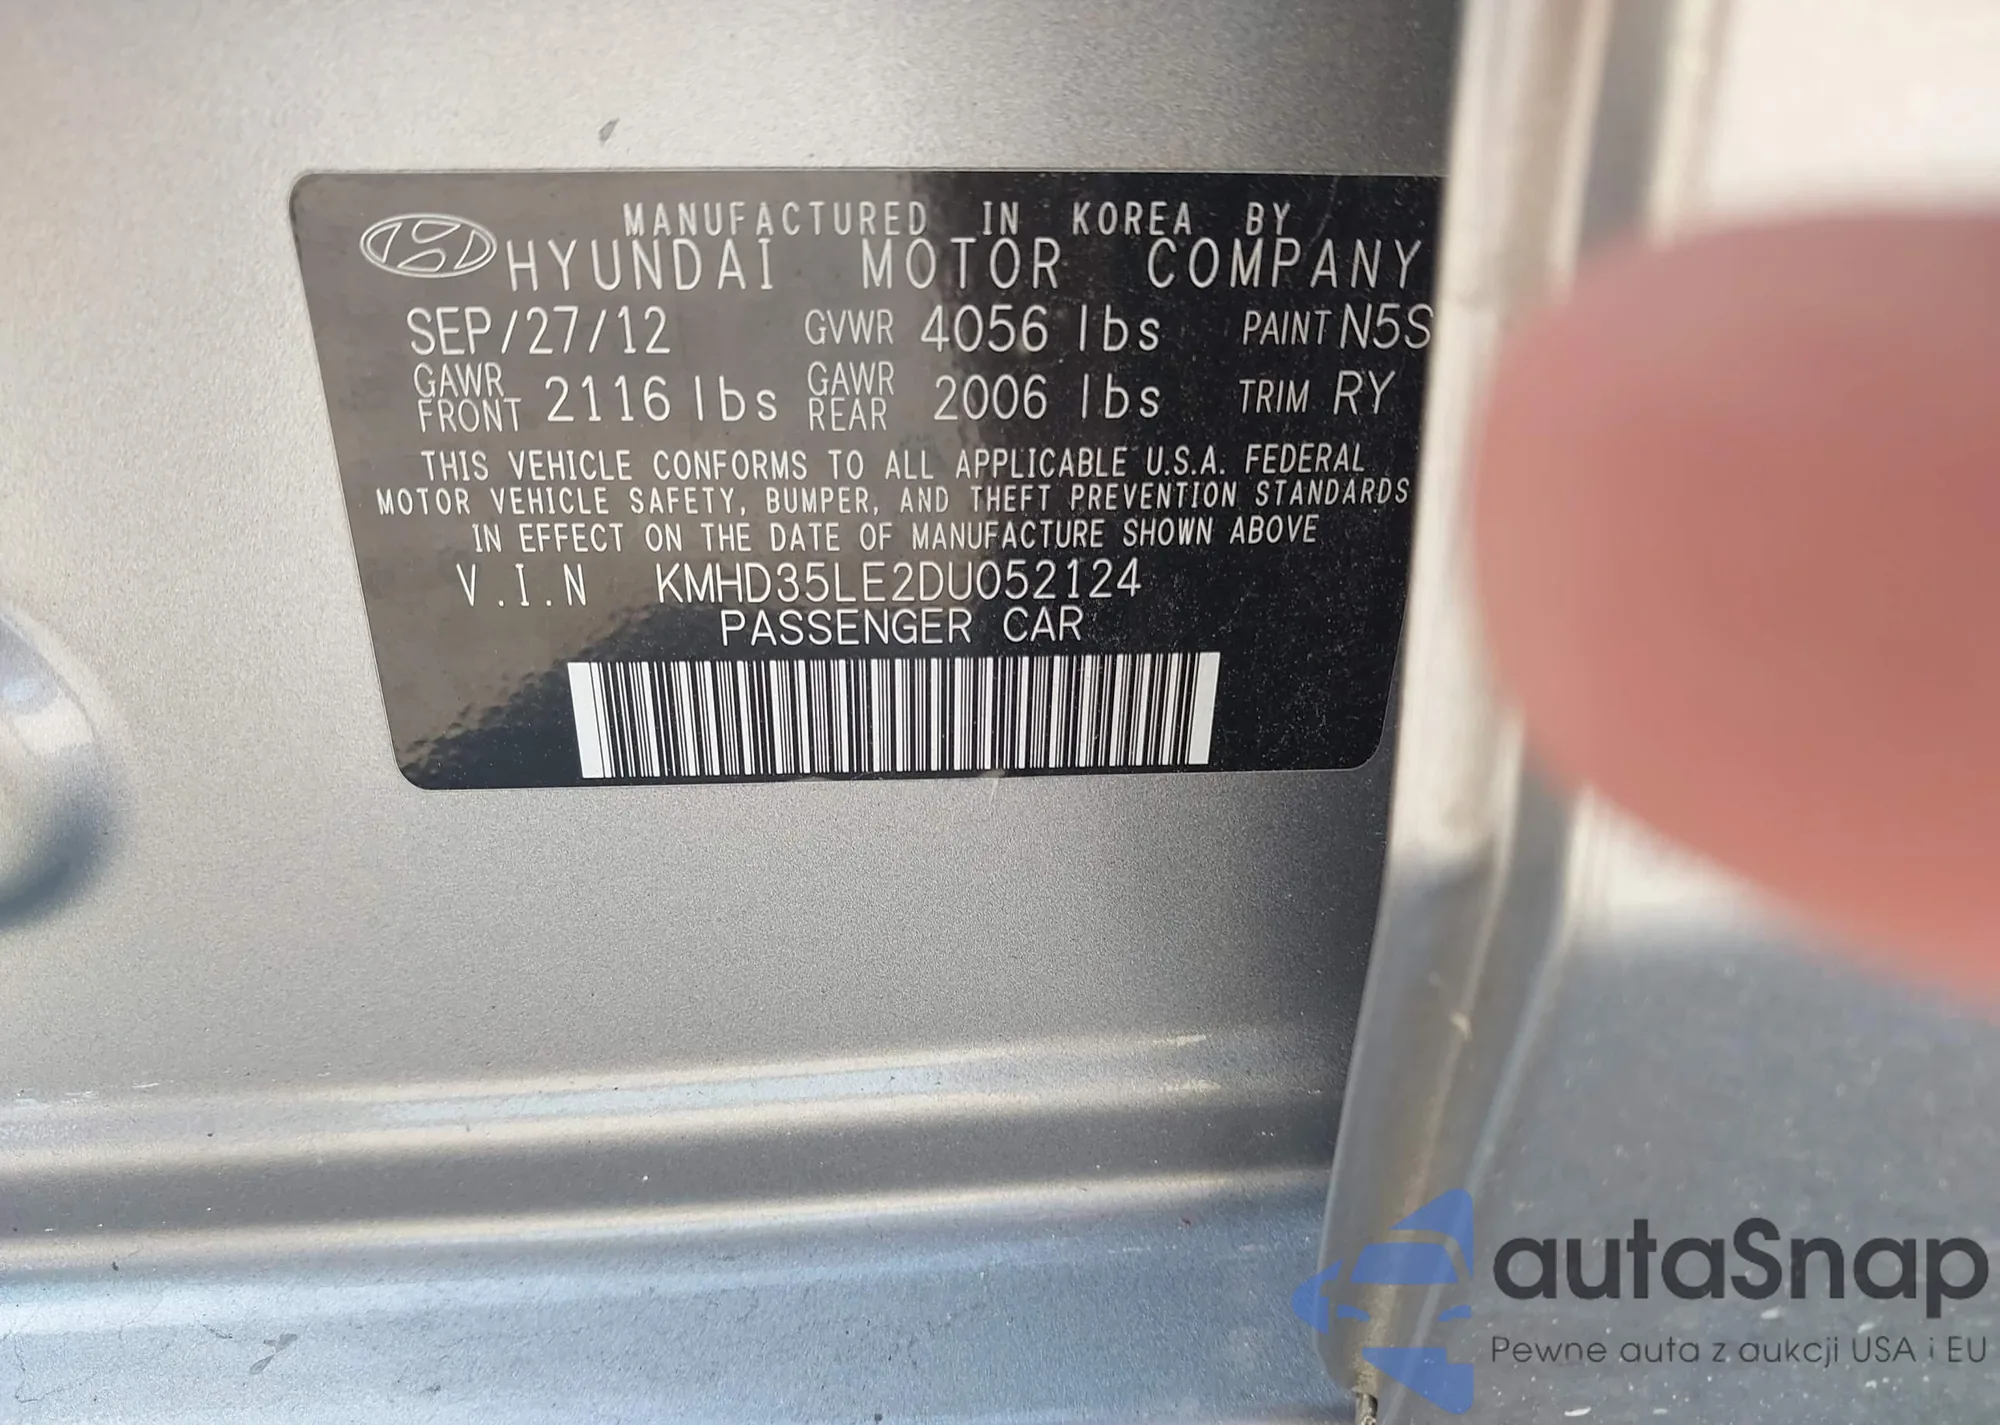 MANUFACTURED IN KOREA BY
HYUNDAI MOTOR COMPANY
SEP/27/12 GVWR 4056 lbs PAINT N5S
GAWR FRONT 2116 lbs GAWR REAR 2006 lbs TRIM RY
THIS VEHICLE CONFORMS TO ALL APPLICABLE U.S.A. FEDERAL
MOTOR VEHICLE SAFETY, BUMPER, AND THEFT PREVENTION STANDARDS
IN EFFECT ON THE DATE OF MANUFACTURE SHOWN ABOVE
V.I.N KMHD35LE2DU052124
PASSENGER CAR
autaSnap
Pewne auta z aukcji USA i EU